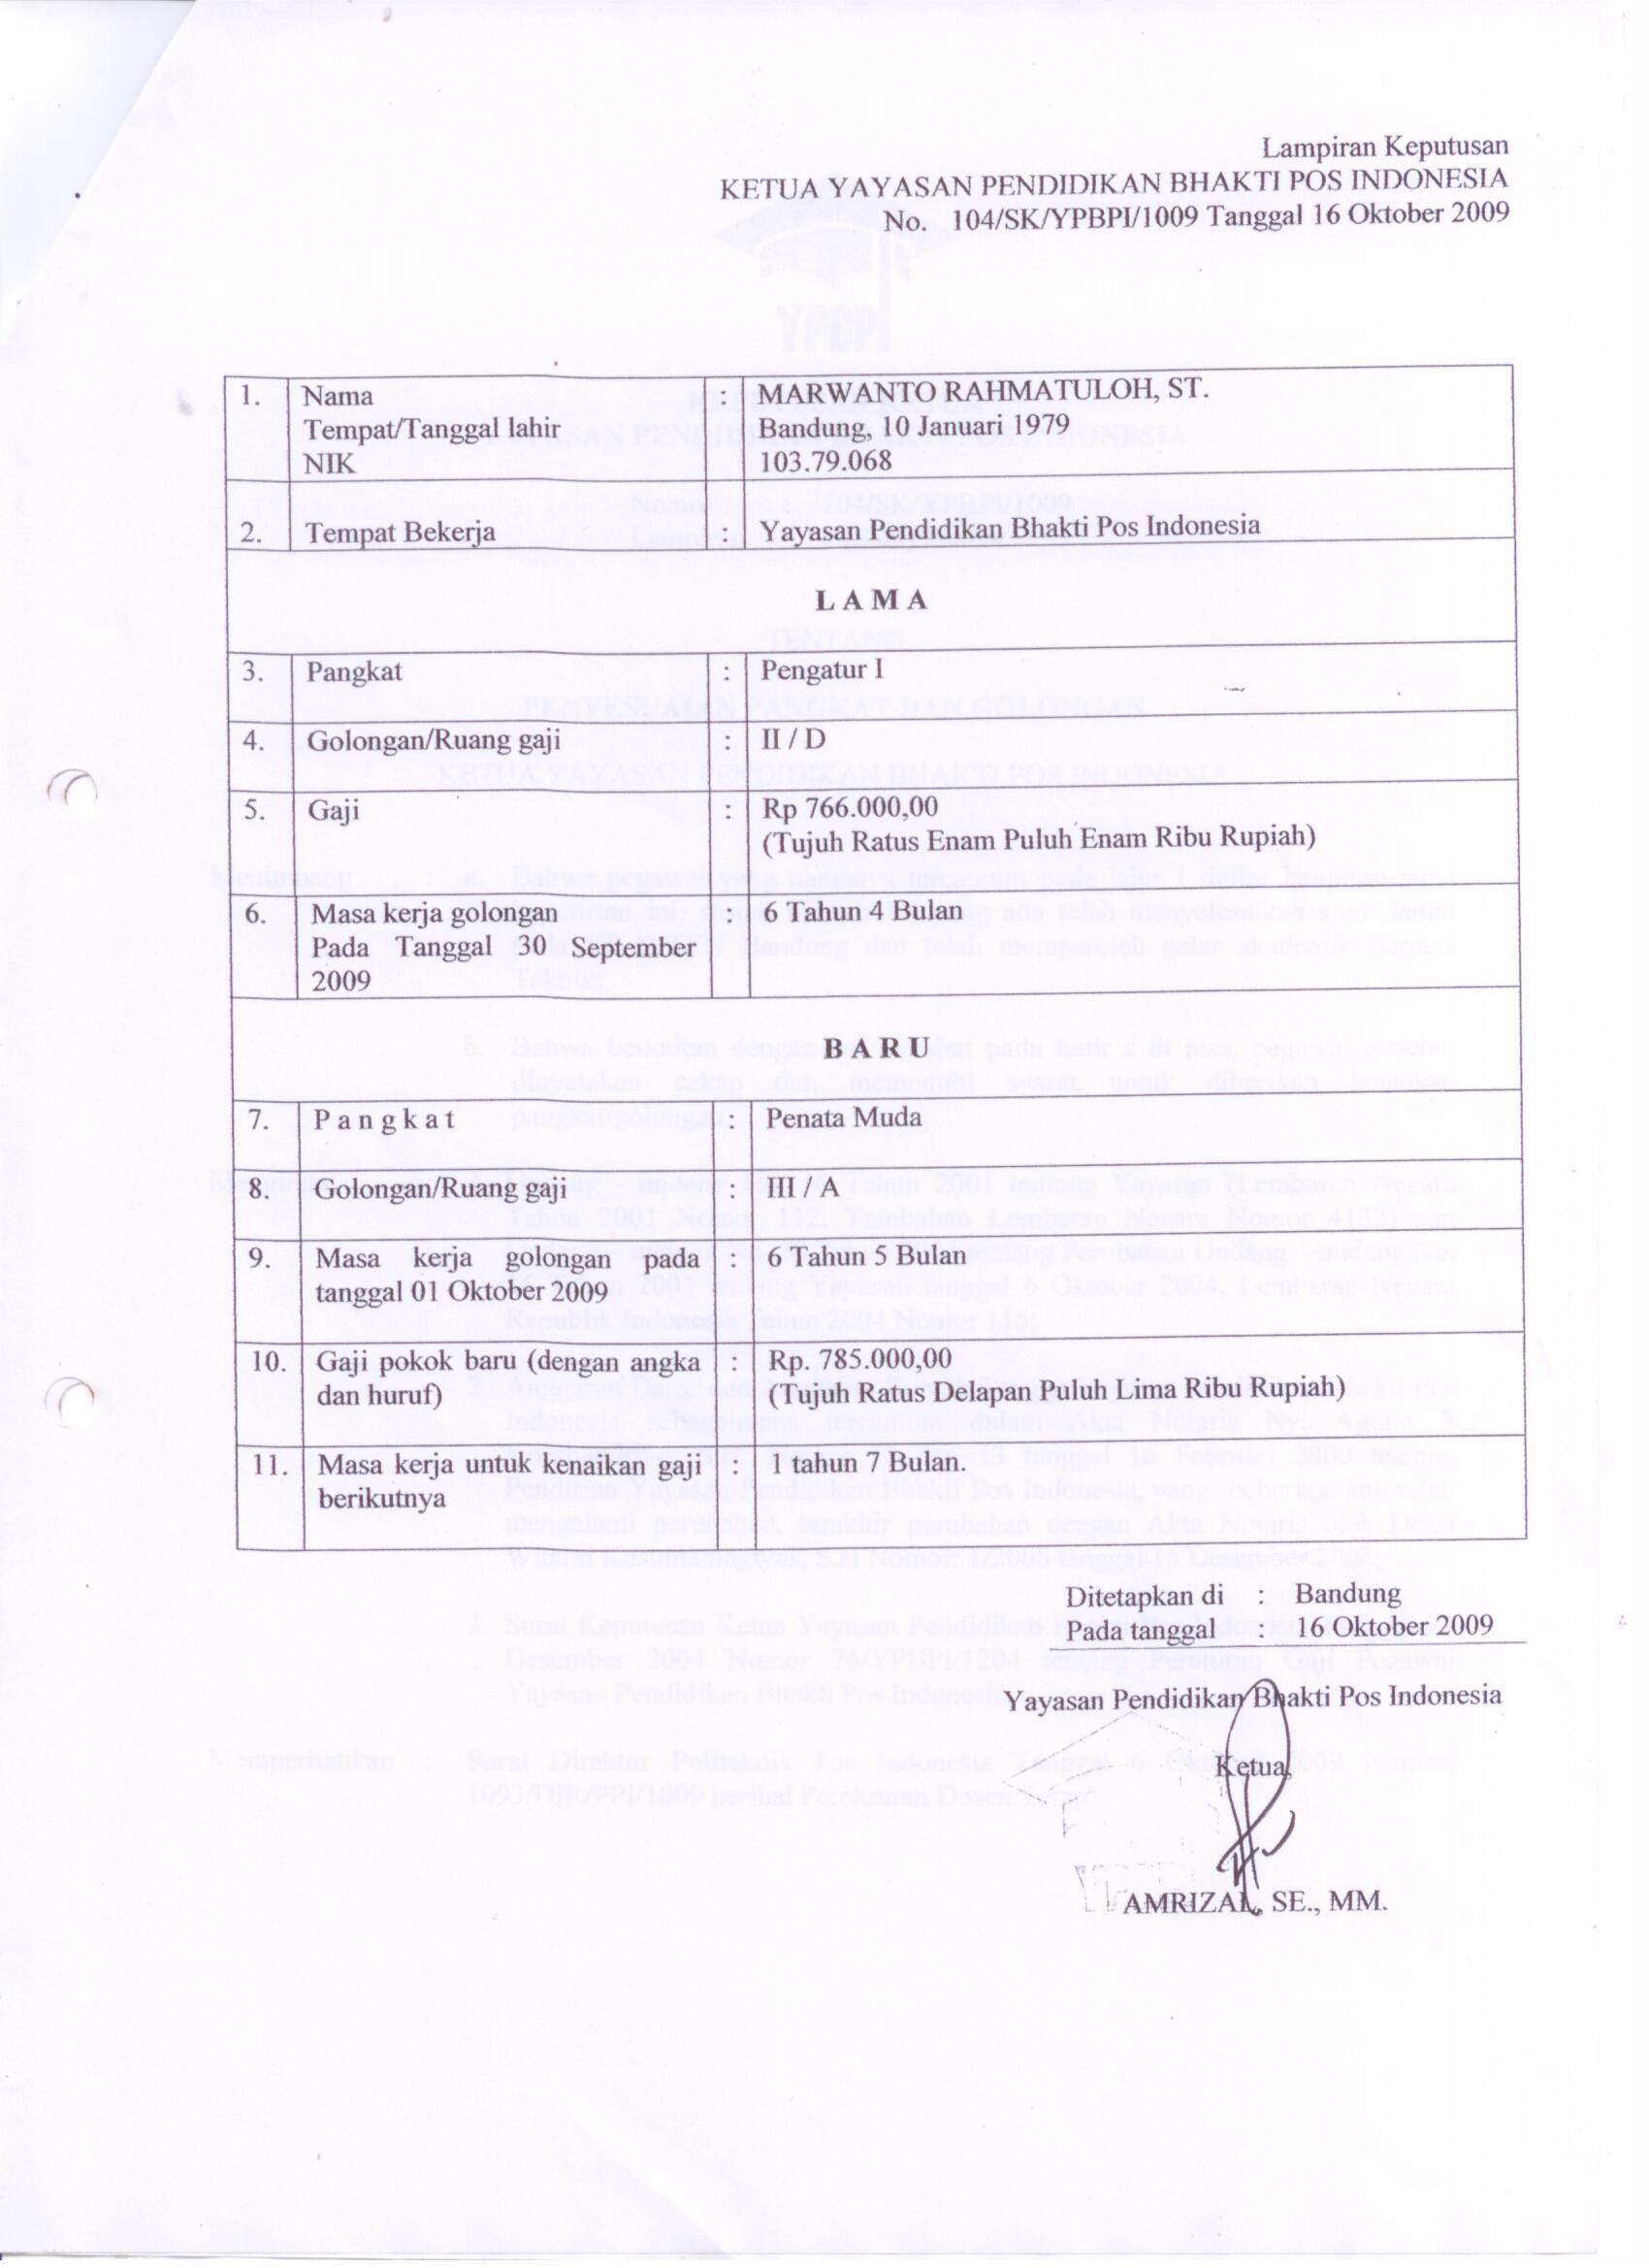 Lampiran Keputusan
KETUA YAYASAN PENDIDIKAN BHAKTI POS INDONESIA
No. 104/SK/YPBPI/1009 Tanggal 16 Oktober 2009
1. Nama : MARWANTO RAHMATULOH, ST.
Tempat/Tanggal lahir Bandung, 10 Januari 1979
NIK 103.79.068
2. Tempat Bekerja : Yayasan Pendidikan Bhakti Pos Indonesia
L A M A
3. Pangkat : Pengatur I
4. Golongan/Ruang gaji : II / D
5. Gaji : Rp 766.000,00
(Tujuh Ratus Enam Puluh Enam Ribu Rupiah)
6. Masa kerja golongan : 6 Tahun 4 Bulan
Pada Tanggal 30 September
2009
B A R U
7. P a n g k a t : Penata Muda
8. Golongan/Ruang gaji : III / A
9. Masa kerja golongan pada : 6 Tahun 5 Bulan
tanggal 01 Oktober 2009
10. Gaji pokok baru (dengan angka : Rp. 785.000,00
dan huruf) (Tujuh Ratus Delapan Puluh Lima Ribu Rupiah)
11. Masa kerja untuk kenaikan gaji : 1 tahun 7 Bulan.
berikutnya
Ditetapkan di : Bandung
Pada tanggal : 16 Oktober 2009
Yayasan Pendidikan Bhakti Pos Indonesia
Ketua,
AMRIZAL, SE., MM.